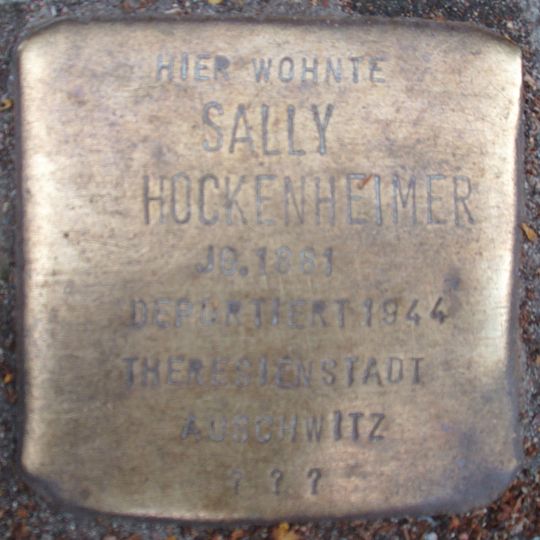 HIER WOHNTE
SALLY
HOCKENHEIMER
JG. 1881
DEPORTIERT 1944
THERESIENSTADT
AUSCHWITZ
? ? ?